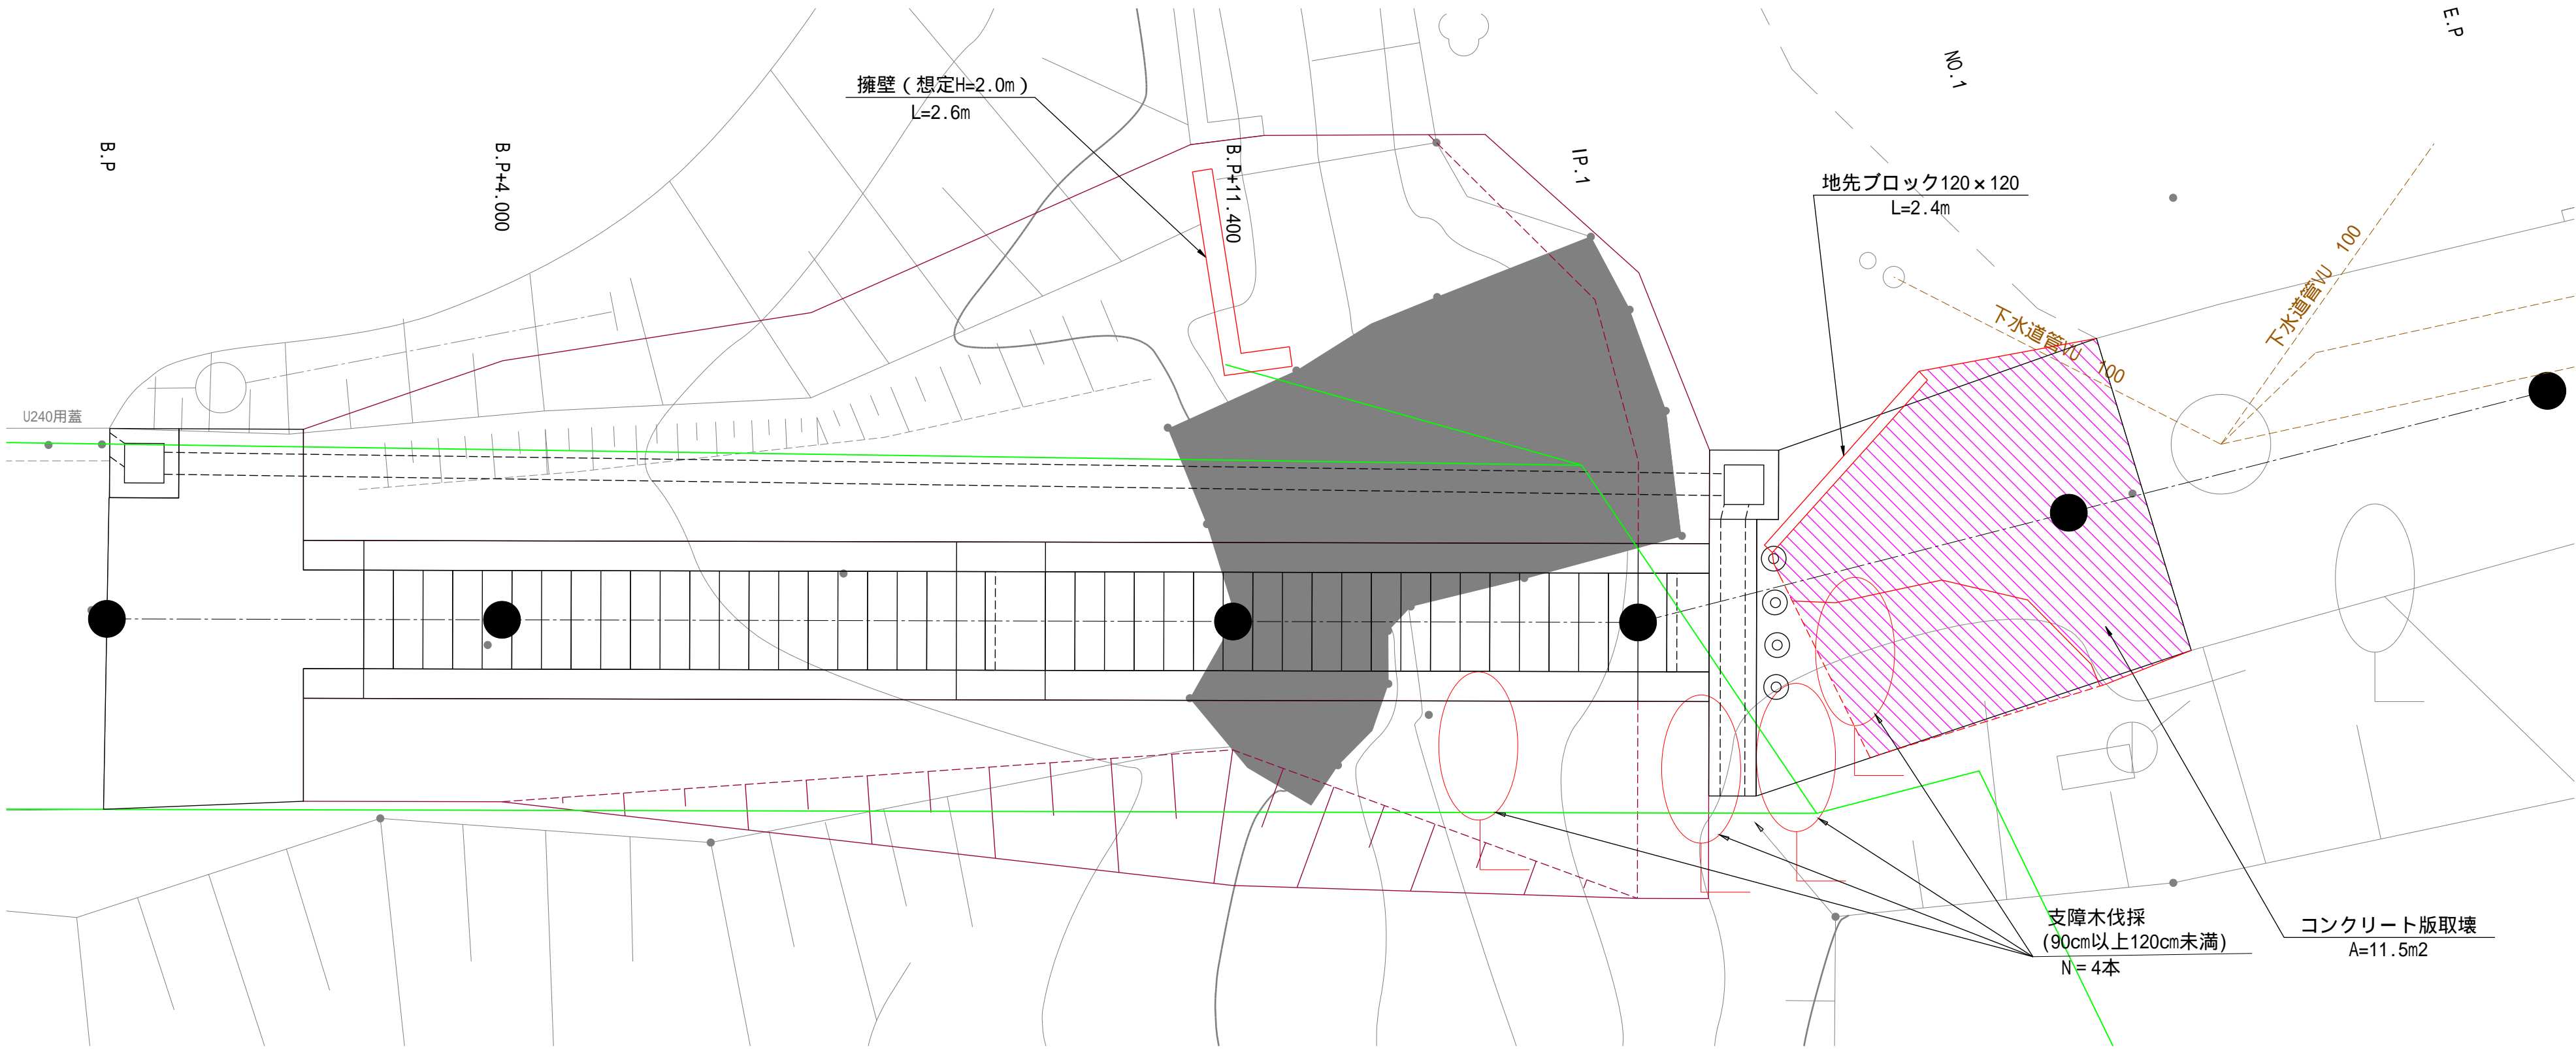 E.P
NO.1
擁壁（想定H=2.0m）
L=2.6m
B.P
B.P+4.000
B.P+11.400
IP.1
地先ブロック120×120
L=2.4m
下水道管VU 100
下水道管VU 100
U240用蓋
支障木伐採
(90cm以上120cm未満)
N=4本
コンクリート版取壊
A=11.5m2